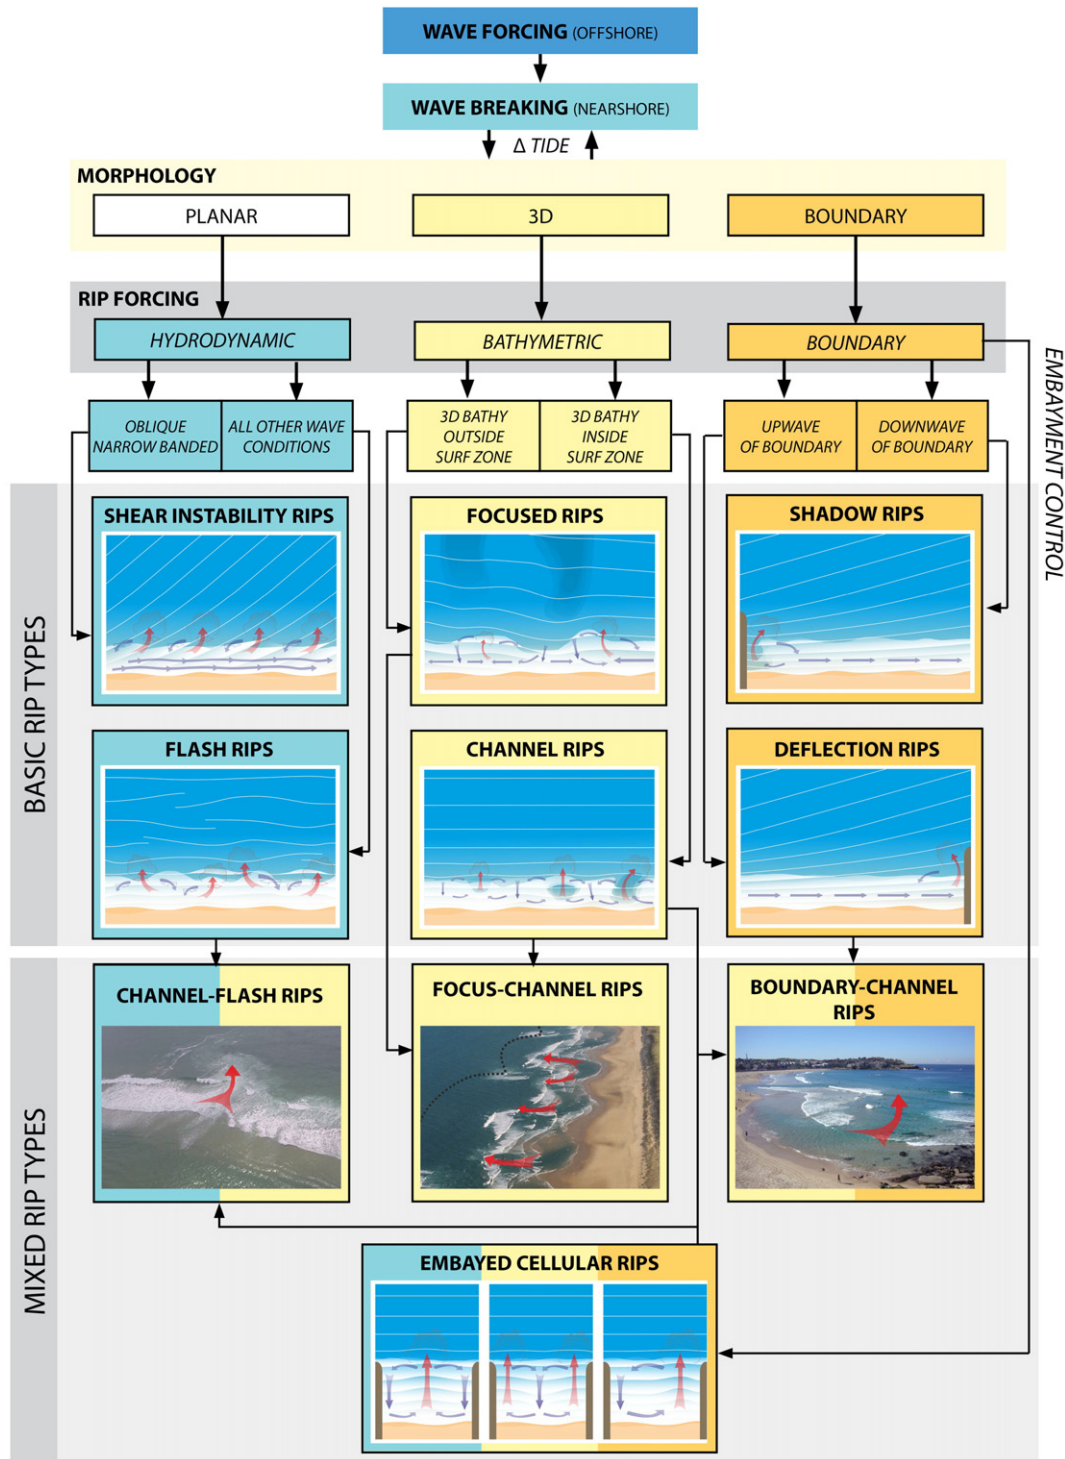 WAVE FORCING (OFFSHORE)
WAVE BREAKING (NEARSHORE)
Δ TIDE
MORPHOLOGY
PLANAR
3D
BOUNDARY
RIP FORCING
HYDRODYNAMIC
BATHYMETRIC
BOUNDARY
EMBAYMENT CONTROL
OBLIQUE
NARROW BANDED
ALL OTHER WAVE
CONDITIONS
3D BATHY
OUTSIDE
SURF ZONE
3D BATHY
INSIDE
SURF ZONE
UPWAVE
OF BOUNDARY
DOWNWAVE
OF BOUNDARY
BASIC RIP TYPES
SHEAR INSTABILITY RIPS
FOCUSED RIPS
SHADOW RIPS
FLASH RIPS
CHANNEL RIPS
DEFLECTION RIPS
MIXED RIP TYPES
CHANNEL-FLASH RIPS
FOCUS-CHANNEL RIPS
BOUNDARY-CHANNEL
RIPS
EMBAYED CELLULAR RIPS